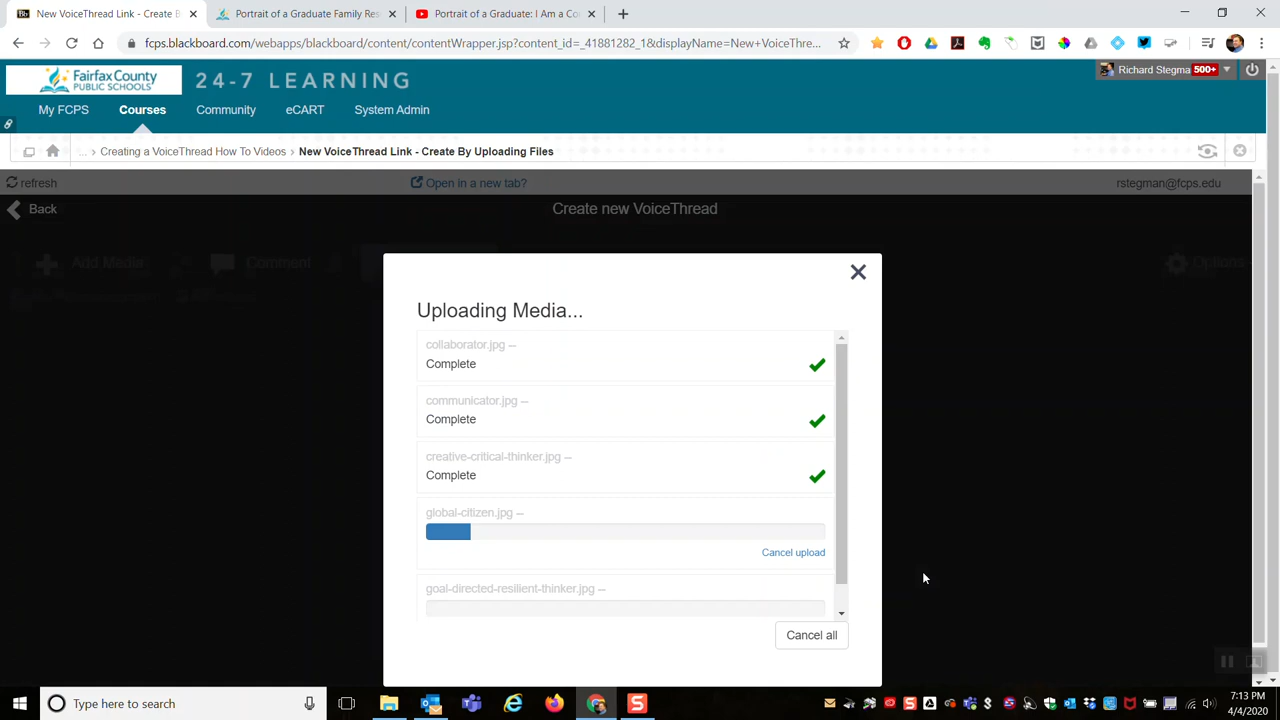 New VoiceThread Link - Create B
Portrait of a Graduate Family Res
Portrait of a Graduate: I Am a Co
fcps.blackboard.com/webapps/blackboard/content/contentWrapper.jsp?content_id=_41881282_1&displayName=New+VoiceThre...
Fairfax County
PUBLIC SCHOOLS
24-7 LEARNING
Richard Stegma 500+
My FCPS Courses Community eCART System Admin
... > Creating a VoiceThread How To Videos > New VoiceThread Link - Create By Uploading Files
refresh Open in a new tab? rstegman@fcps.edu
Back Create new VoiceThread
Add Media Comment Options
Uploading Media...
collaborator.jpg --
Complete
communicator.jpg --
Complete
creative-critical-thinker.jpg --
Complete
global-citizen.jpg --
Cancel upload
goal-directed-resilient-thinker.jpg --
Cancel all
Type here to search
7:13 PM
4/4/2020